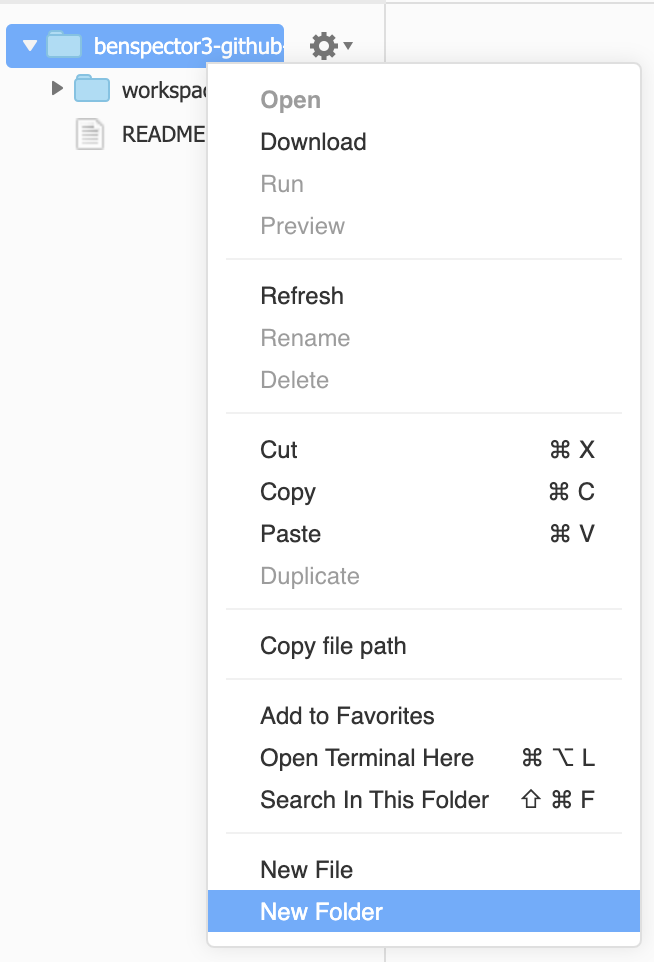 benspector3-github-
workspac
README
Open
Download
Run
Preview
Refresh
Rename
Delete
Cut ⌘ X
Copy ⌘ C
Paste ⌘ V
Duplicate
Copy file path
Add to Favorites
Open Terminal Here ⌘ ⌥ L
Search In This Folder ⇧ ⌘ F
New File
New Folder